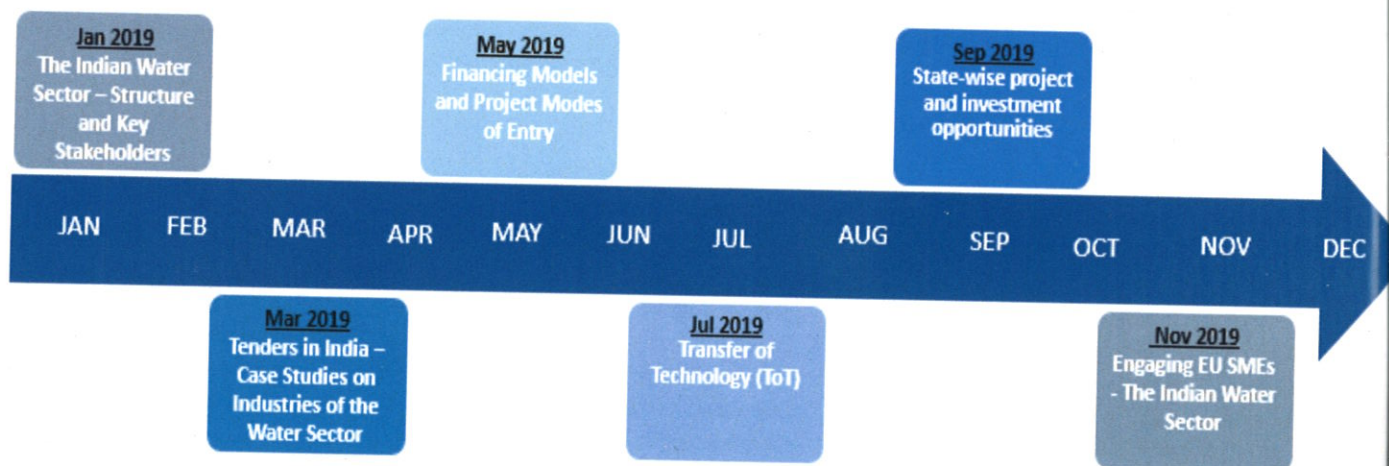 Jan 2019
The Indian Water
Sector – Structure
and Key
Stakeholders
May 2019
Financing Models
and Project Modes
of Entry
Sep 2019
State-wise project
and investment
opportunities
JAN FEB MAR APR MAY JUN JUL AUG SEP OCT NOV DEC
Mar 2019
Tenders in India –
Case Studies on
Industries of the
Water Sector
Jul 2019
Transfer of
Technology (ToT)
Nov 2019
Engaging EU SMEs
- The Indian Water
Sector